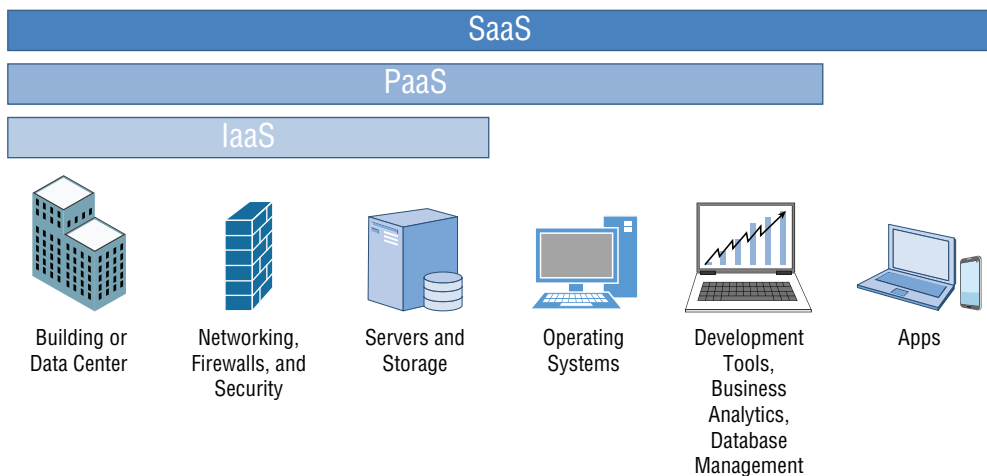 SaaS
PaaS
IaaS
Building or
Data Center
Networking,
Firewalls, and
Security
Servers and
Storage
Operating
Systems
Development
Tools,
Business
Analytics,
Database
Management
Apps